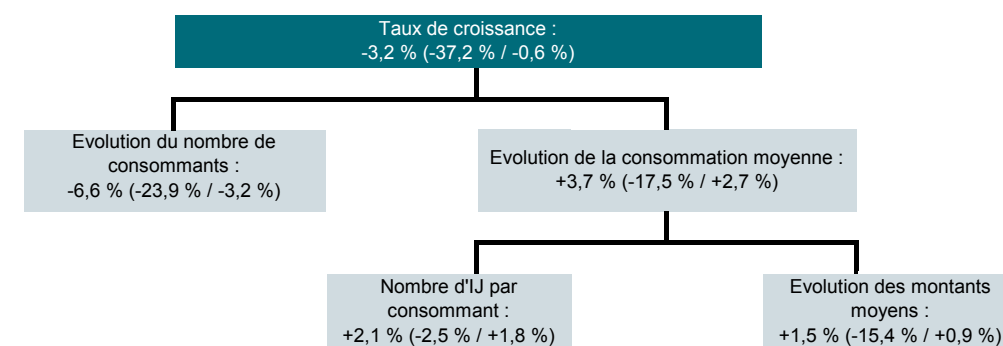 Taux de croissance :
-3,2 % (-37,2 % / -0,6 %)
Evolution du nombre de
consommants :
-6,6 % (-23,9 % / -3,2 %)
Evolution de la consommation moyenne :
+3,7 % (-17,5 % / +2,7 %)
Nombre d'IJ par
consommant :
+2,1 % (-2,5 % / +1,8 %)
Evolution des montants
moyens :
+1,5 % (-15,4 % / +0,9 %)